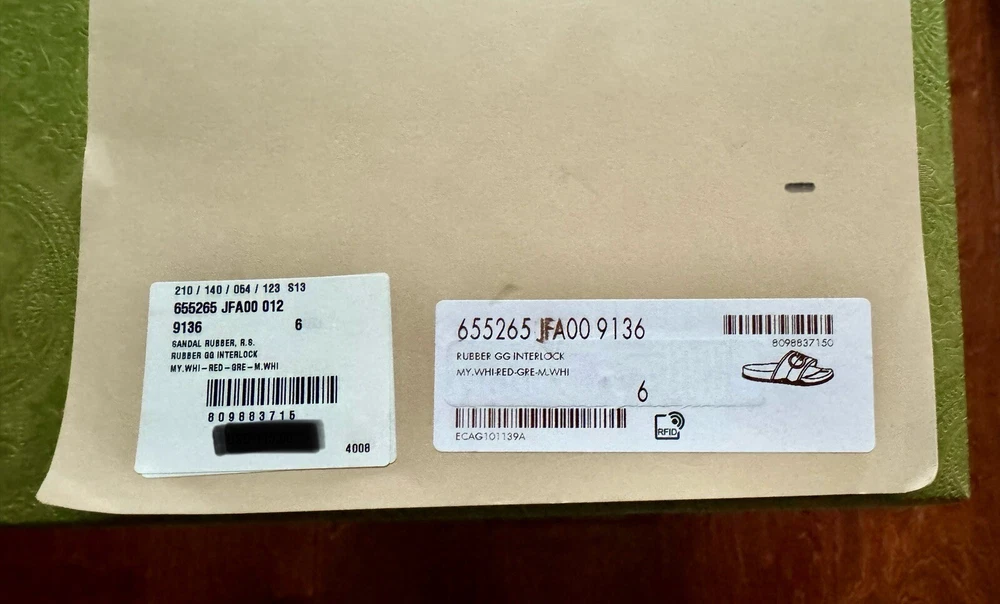 210 / 140 / 054 / 123 S13
655265 JFA00 012
9136 6
SANDAL RUBBER, R.S.
RUBBER GG INTERLOCK
MY.WHI-RED-GRE-M.WHI
809883715
4008
655265 JFA00 9136
8098837150
RUBBER GG INTERLOCK
MY.WHI-RED-GRE-M.WHI
6
ECAG101139A
RFID